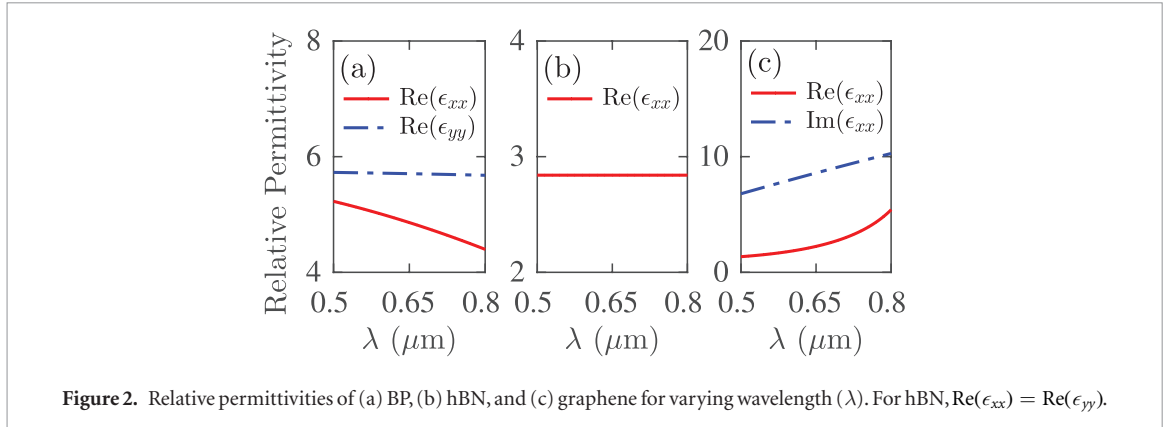 Relative Permittivity
8
6
4
(a)
Re(ϵxx)
Re(ϵyy)
0.5 0.65 0.8
λ (μm)
4
3
2
(b)
Re(ϵxx)
0.5 0.65 0.8
λ (μm)
20
10
0
(c)
Re(ϵxx)
Im(ϵxx)
0.5 0.65 0.8
λ (μm)
Figure 2. Relative permittivities of (a) BP, (b) hBN, and (c) graphene for varying wavelength (λ). For hBN, Re(ϵxx) = Re(ϵyy).